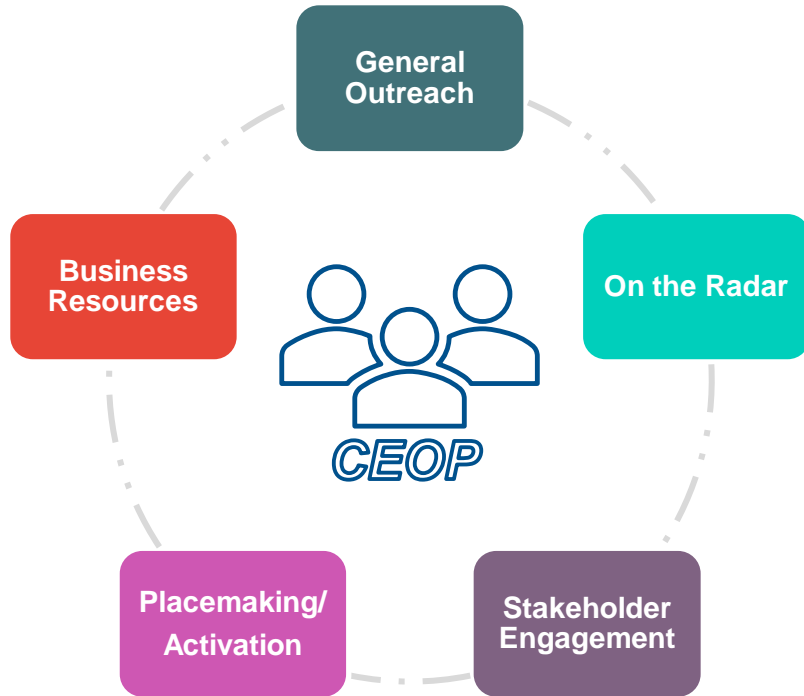 General
Outreach
Business
Resources
On the Radar
CEOP
Placemaking/
Activation
Stakeholder
Engagement